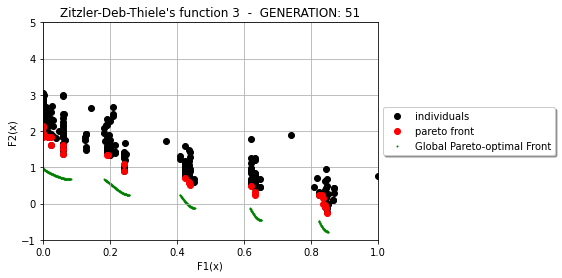 Zitzler-Deb-Thiele's function 3 - GENERATION: 51
5
4
3
2
1
0
−1
F2(x)
0.0 0.2 0.4 0.6 0.8 1.0
F1(x)
individuals
pareto front
Global Pareto-optimal Front